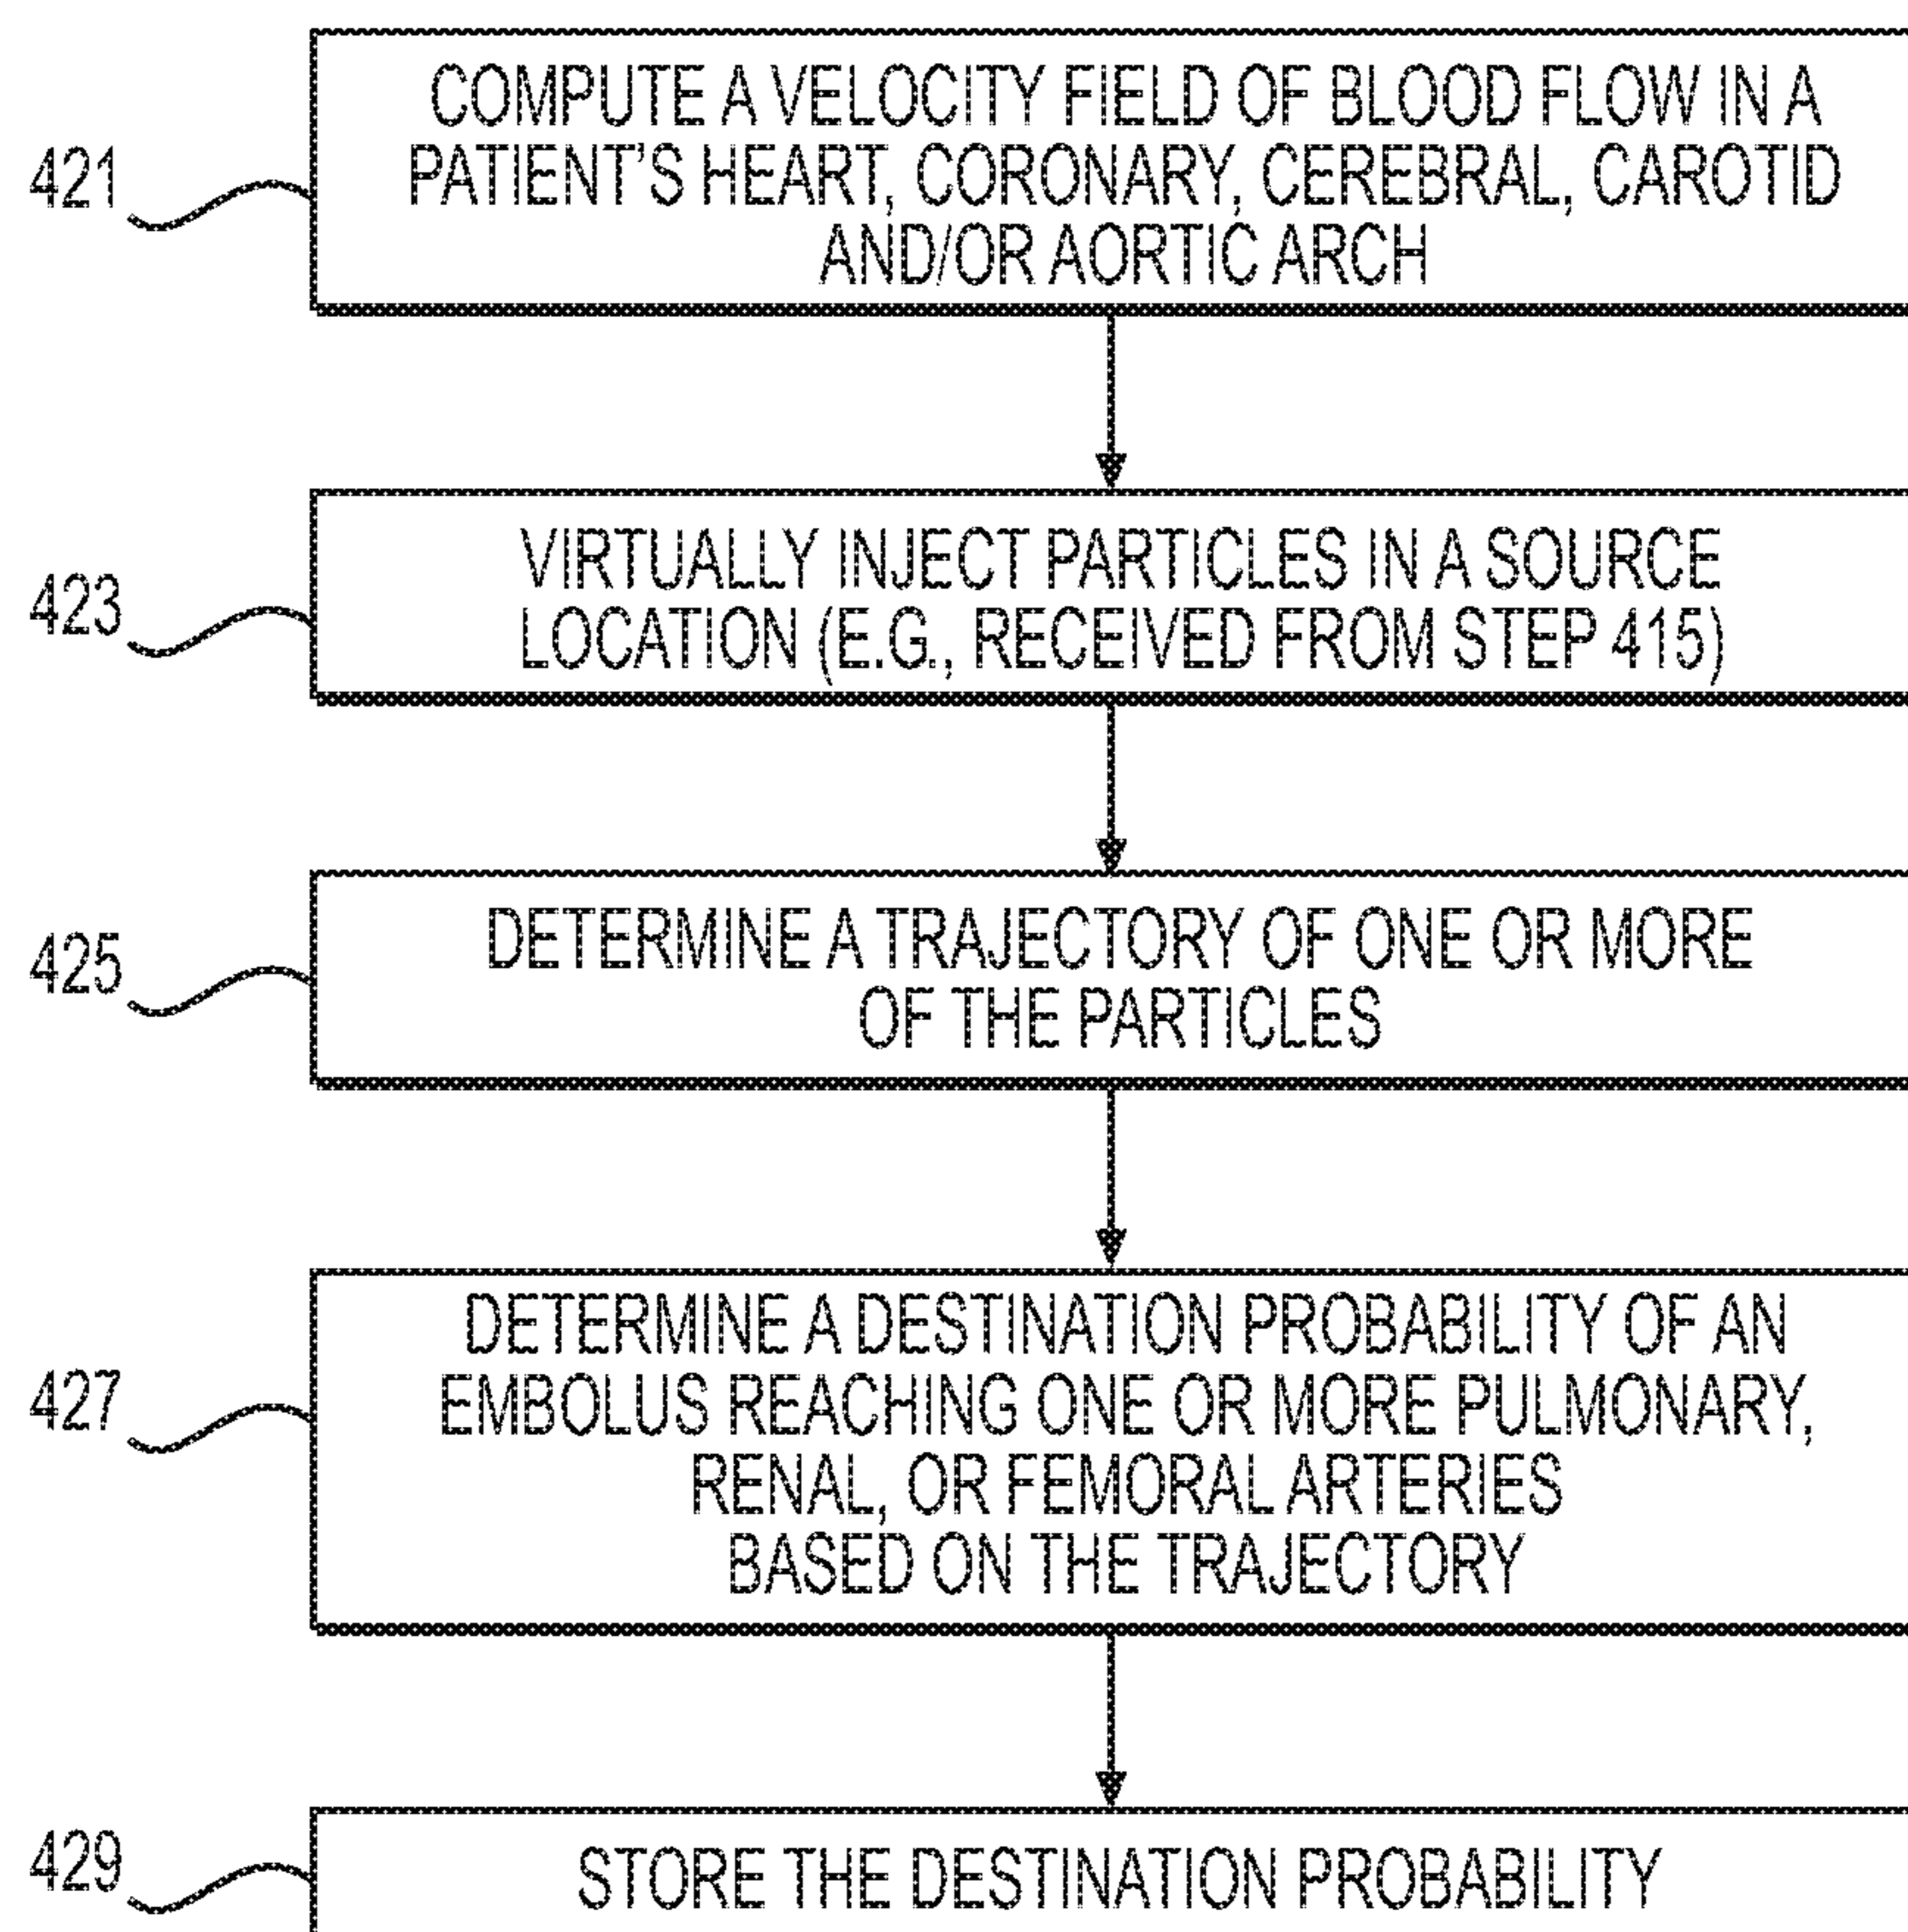 421
COMPUTE A VELOCITY FIELD OF BLOOD FLOW IN A
PATIENT'S HEART, CORONARY, CEREBRAL, CAROTID
AND/OR AORTIC ARCH
423
VIRTUALLY INJECT PARTICLES IN A SOURCE
LOCATION (E.G., RECEIVED FROM STEP 415)
425
DETERMINE A TRAJECTORY OF ONE OR MORE
OF THE PARTICLES
427
DETERMINE A DESTINATION PROBABILITY OF AN
EMBOLUS REACHING ONE OR MORE PULMONARY,
RENAL, OR FEMORAL ARTERIES
BASED ON THE TRAJECTORY
429
STORE THE DESTINATION PROBABILITY